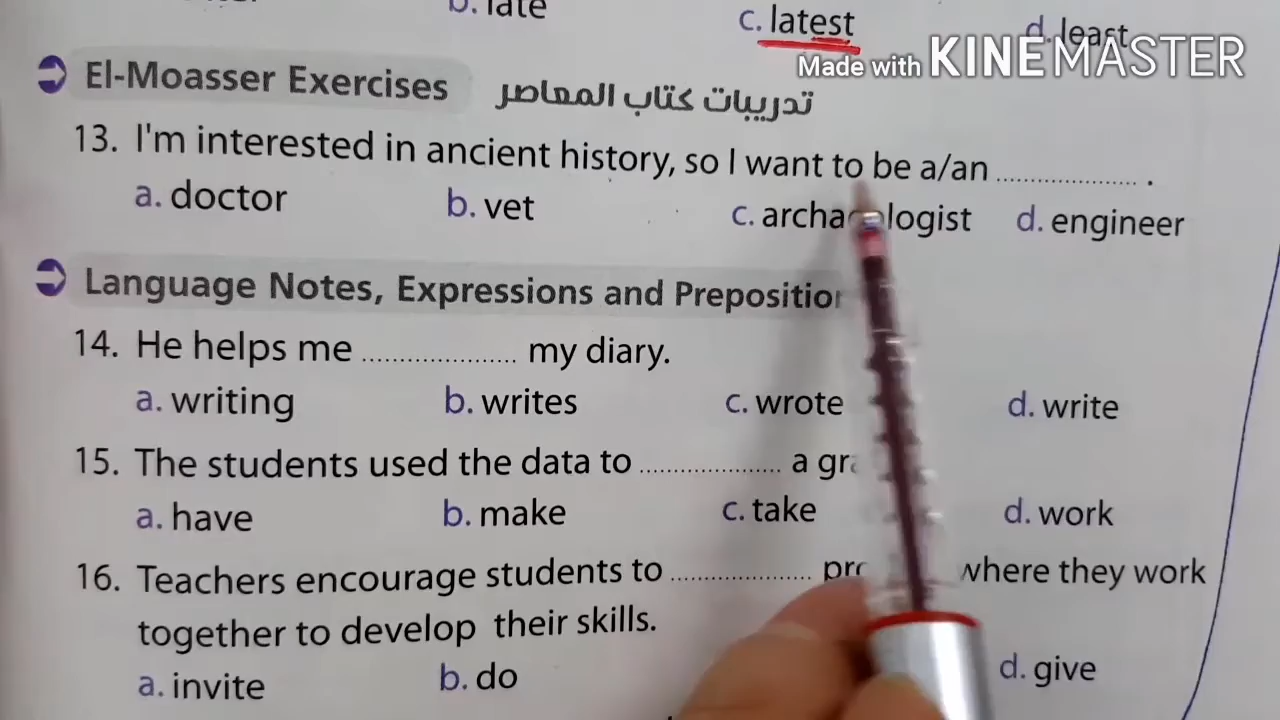 b. late c. latest d. least
Made with KINEMASTER
El-Moasser Exercises تدريبات كتاب المعاصر
13. I'm interested in ancient history, so I want to be a/an .................... .
a. doctor b. vet c. archaeologist d. engineer
Language Notes, Expressions and
14. He helps me .................... my diary.
a. writing b. writes c. wrote d. write
15. The students used the data to .................... a
a. have b. make c. take d. work
16. Teachers encourage students to .................... where they work
together to develop their skills.
a. invite b. do d. give